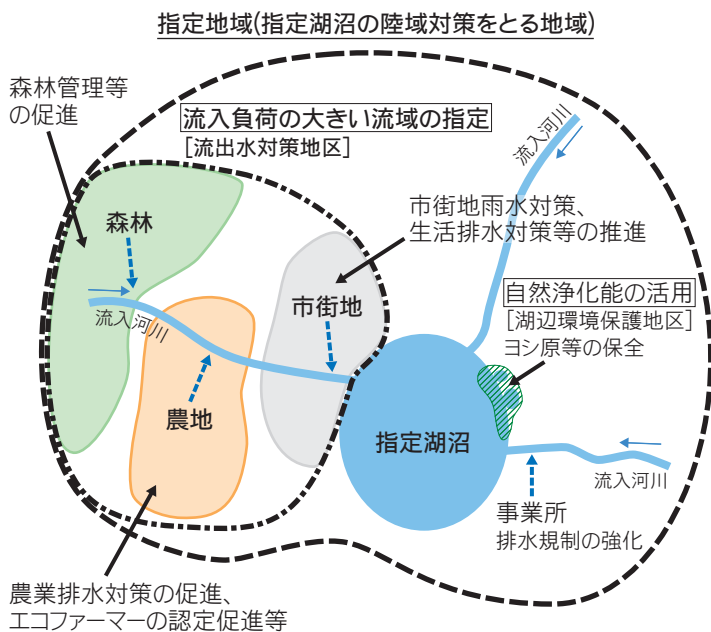 指定地域(指定湖沼の陸域対策をとる地域)
森林管理等
の促進
流入負荷の大きい流域の指定
[流出水対策地区]
流入河川
森林
市街地雨水対策、
生活排水対策等の推進
市街地
自然浄化能の活用
[湖辺環境保護地区]
ヨシ原等の保全
流入河川
農地
指定湖沼
流入河川
事業所
排水規制の強化
農業排水対策の促進、
エコファーマーの認定促進等